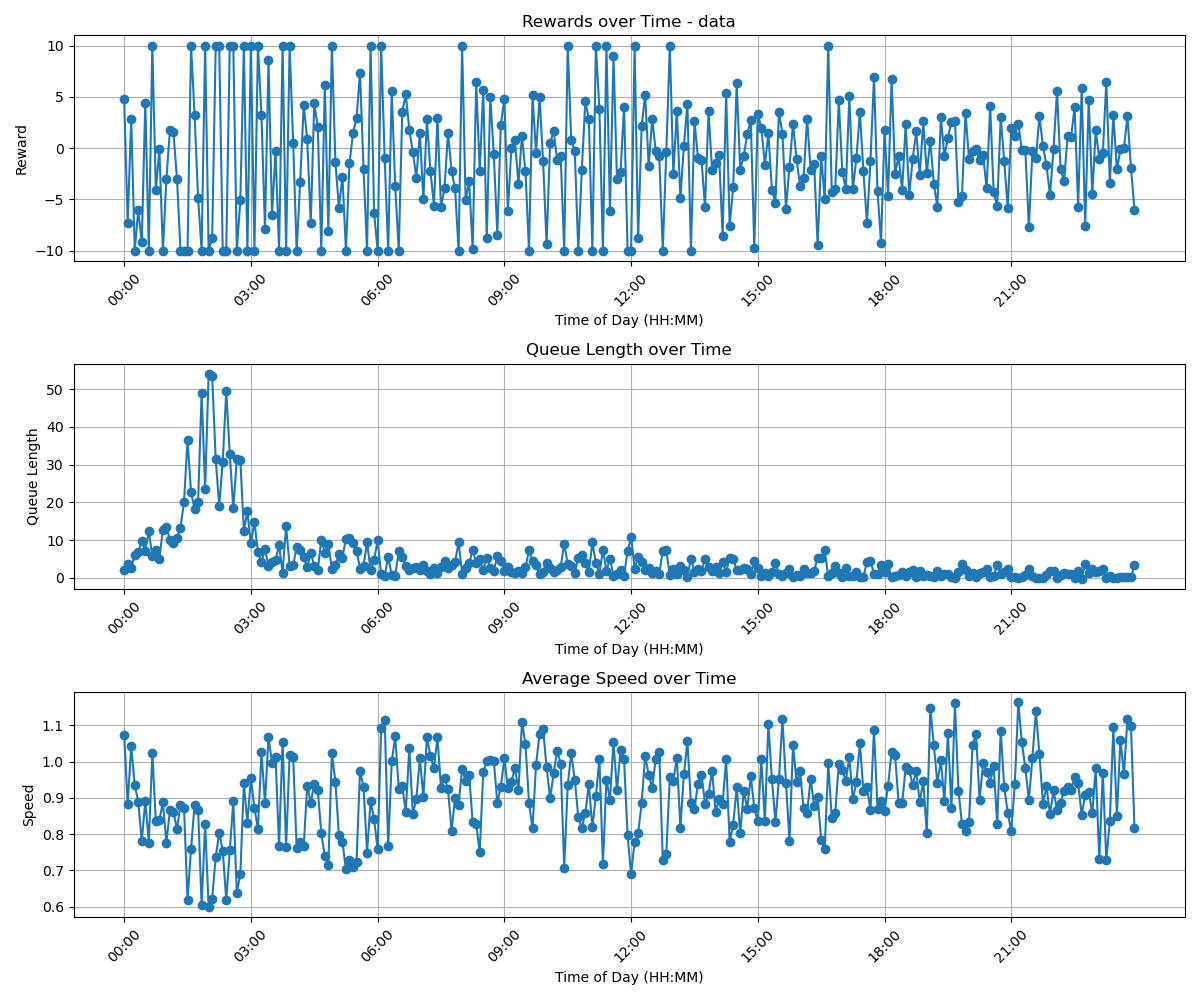 Rewards over Time - data
Reward
10
5
0
−5
−10
00:00 03:00 06:00 09:00 12:00 15:00 18:00 21:00
Time of Day (HH:MM)
Queue Length over Time
Queue Length
50
40
30
20
10
0
00:00 03:00 06:00 09:00 12:00 15:00 18:00 21:00
Time of Day (HH:MM)
Average Speed over Time
Speed
1.1
1.0
0.9
0.8
0.7
0.6
00:00 03:00 06:00 09:00 12:00 15:00 18:00 21:00
Time of Day (HH:MM)